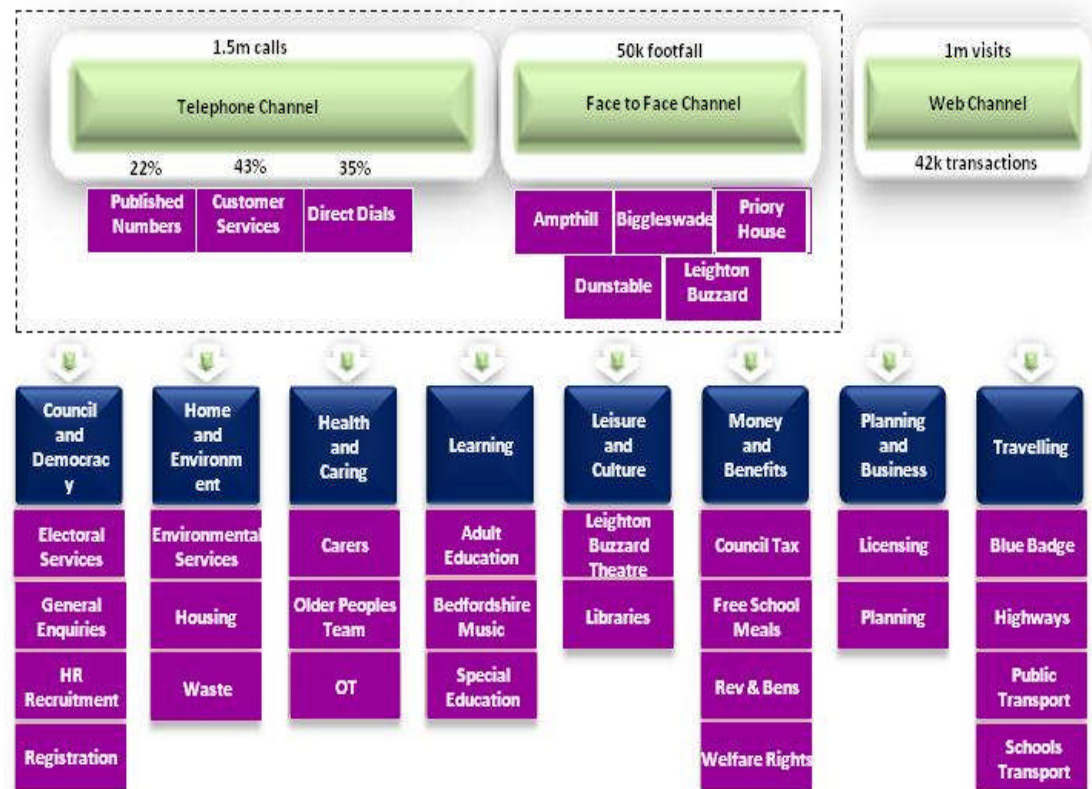 1.5m calls
50k footfall
1m visits
Telephone Channel
Face to Face Channel
Web Channel
22%
43%
35%
42k transactions
Published
Numbers
Customer
Services
Direct Dials
Ampthill
Biggleswade
Priory
House
Dunstable
Leighton
Buzzard
Council
and
Democrac
y
Home
and
Environm
ent
Health
and
Caring
Learning
Leisure
and
Culture
Money
and
Benefits
Planning
and
Business
Travelling
Electoral
Services
Environmental
Services
Carers
Adult
Education
Leighton
Buzzard
Theatre
Council Tax
Licensing
Blue Badge
General
Enquiries
Housing
Older Peoples
Team
Bedfordshire
Music
Libraries
Free School
Meals
Planning
Highways
HR
Recruitment
Waste
OT
Special
Education
Rev & Bens
Public
Transport
Registration
Welfare Rights
Schools
Transport